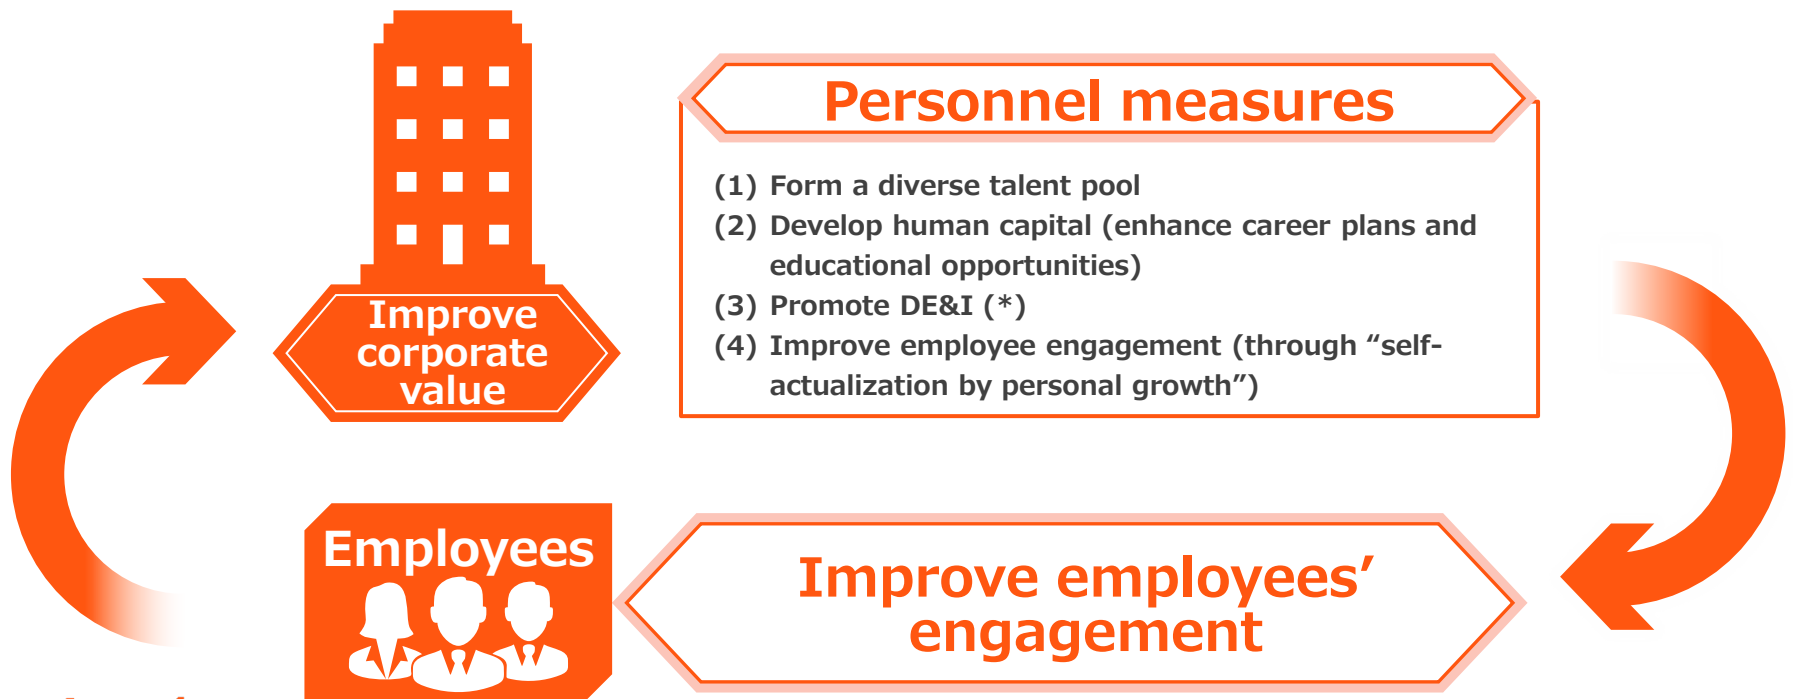 Improve
corporate
value
Personnel measures
(1) Form a diverse talent pool
(2) Develop human capital (enhance career plans and
educational opportunities)
(3) Promote DE&I (*)
(4) Improve employee engagement (through “self-
actualization by personal growth”)
Employees
Improve employees’
engagement